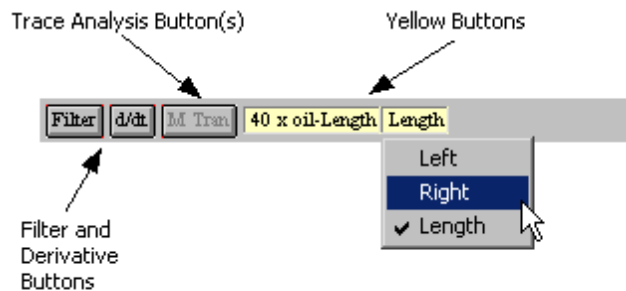 Trace Analysis Button(s) Yellow Buttons
Filter d/dt M Tran 40 x oil-Length Length
Left
Right
Length
Filter and
Derivative
Buttons